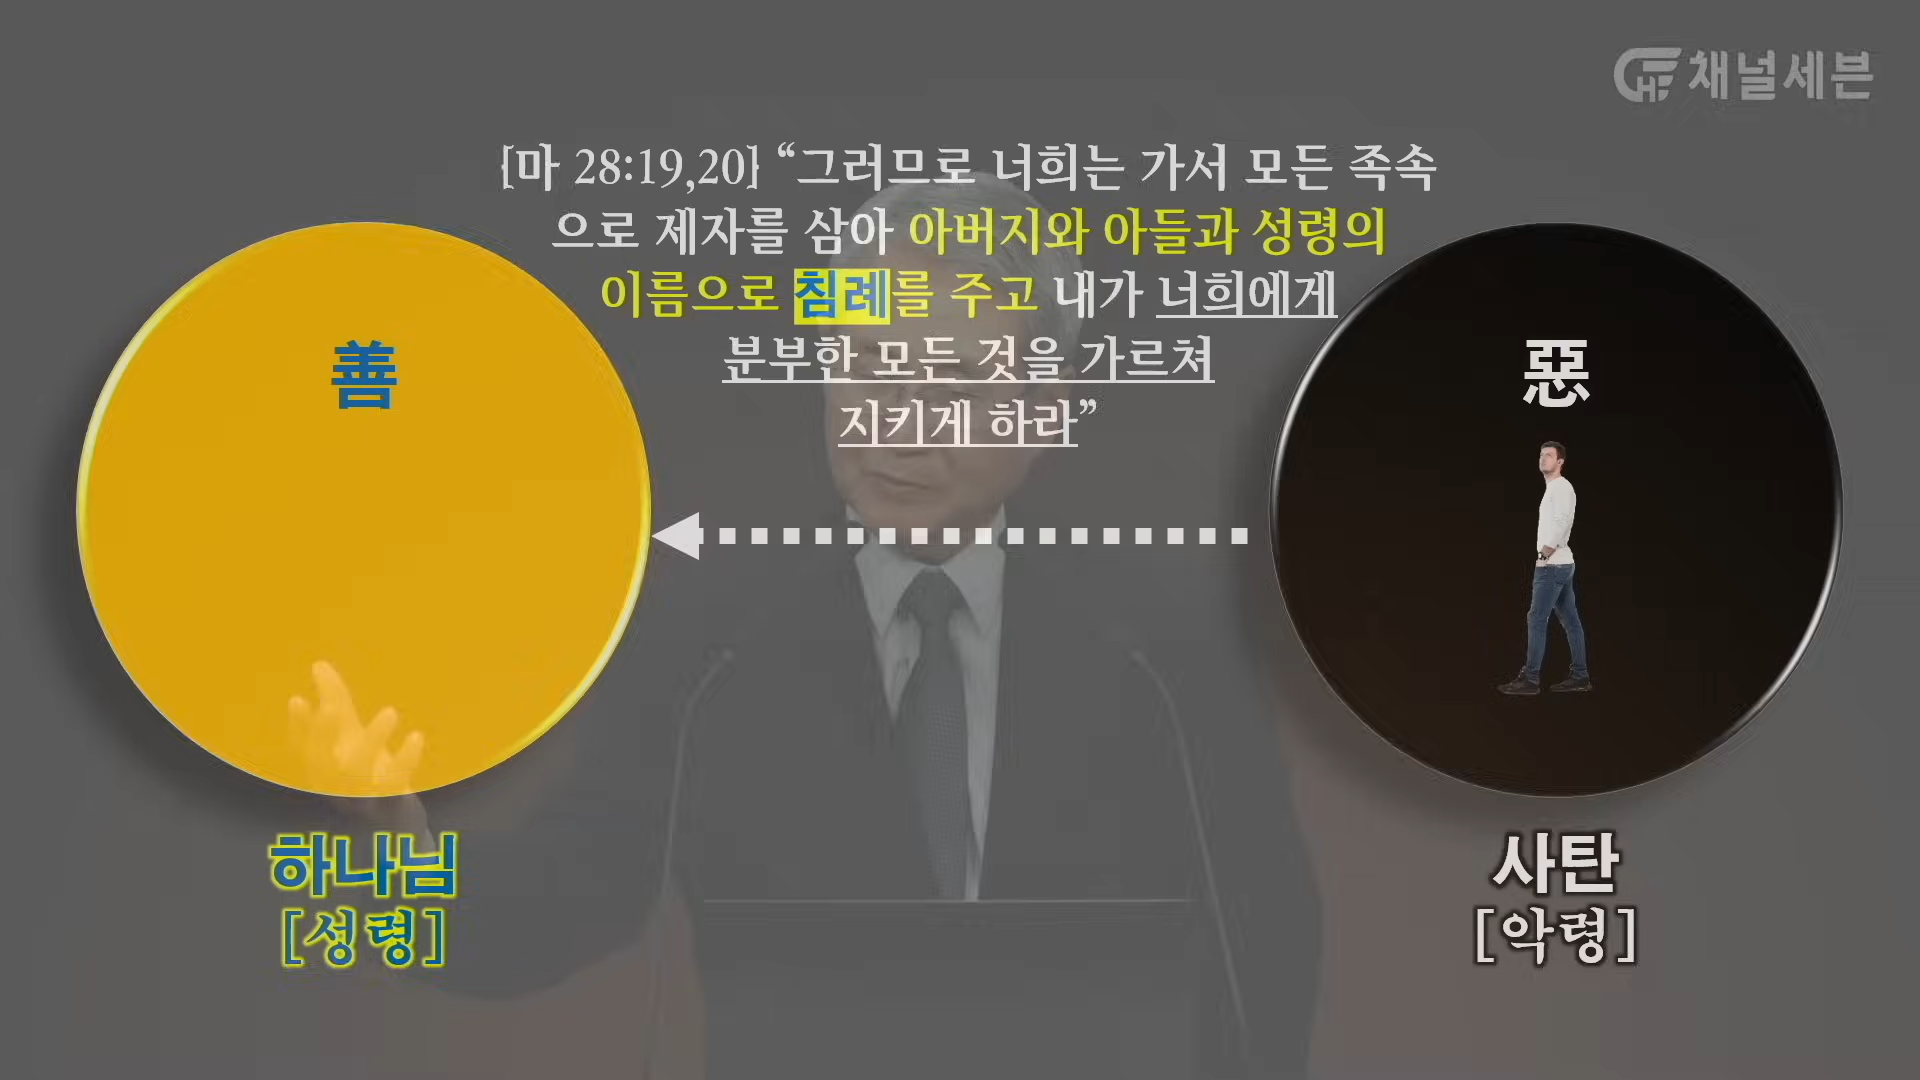 채널세븐
{마 28:19,20} “그러므로 너희는 가서 모든 족속
으로 제자를 삼아 아버지와 아들과 성령의
이름으로 침례를 주고 내가 너희에게
분부한 모든 것을 가르쳐
지키게 하라”
善
惡
하나님
[성령]
사탄
[악령]